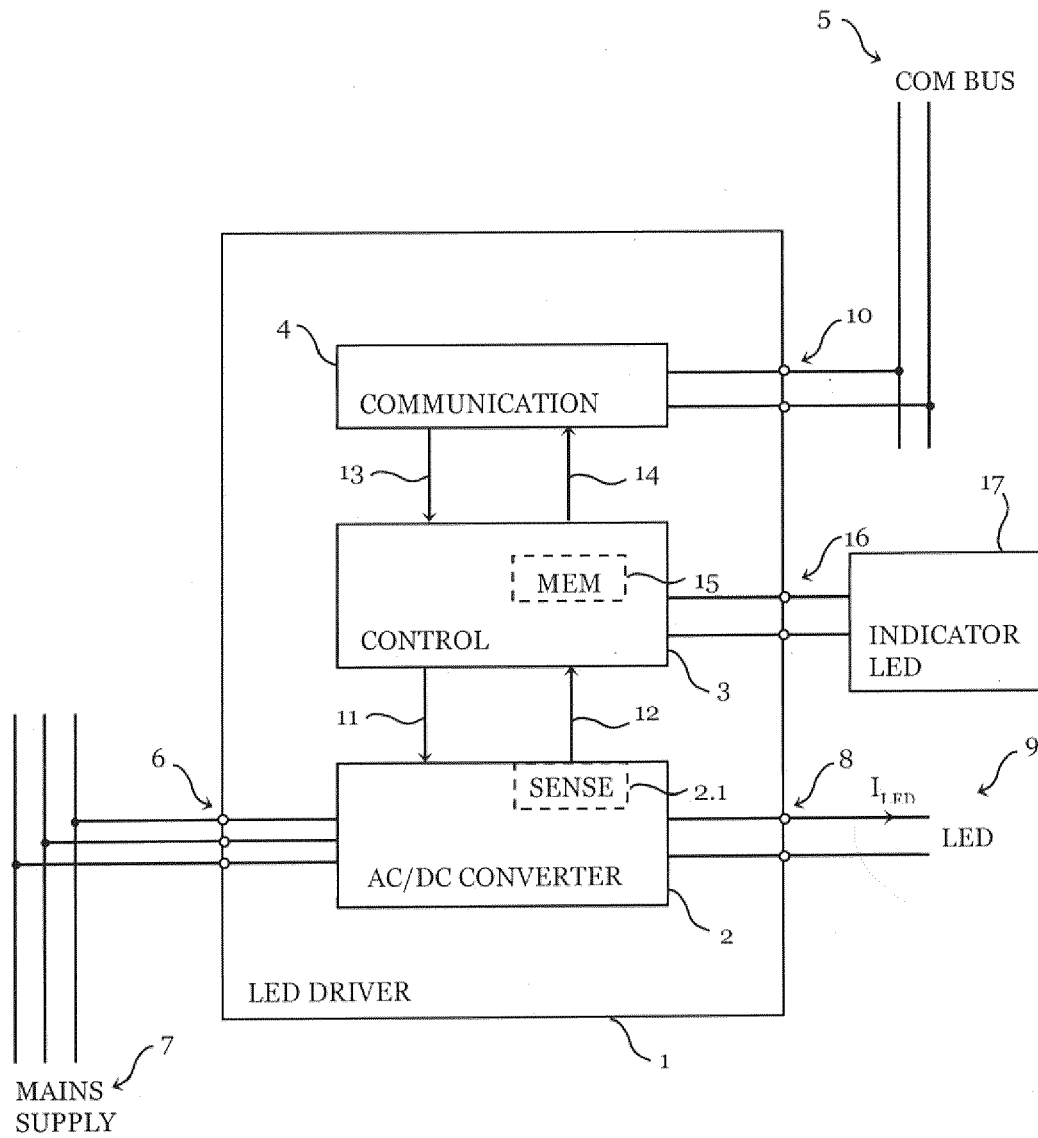 5
COM BUS
4
10
COMMUNICATION
13
14
17
16
MEM
15
CONTROL
INDICATOR
LED
3
11
12
6
8
9
SENSE
2.1
I LED
LED
AC/DC CONVERTER
2
LED DRIVER
7
1
MAINS
SUPPLY